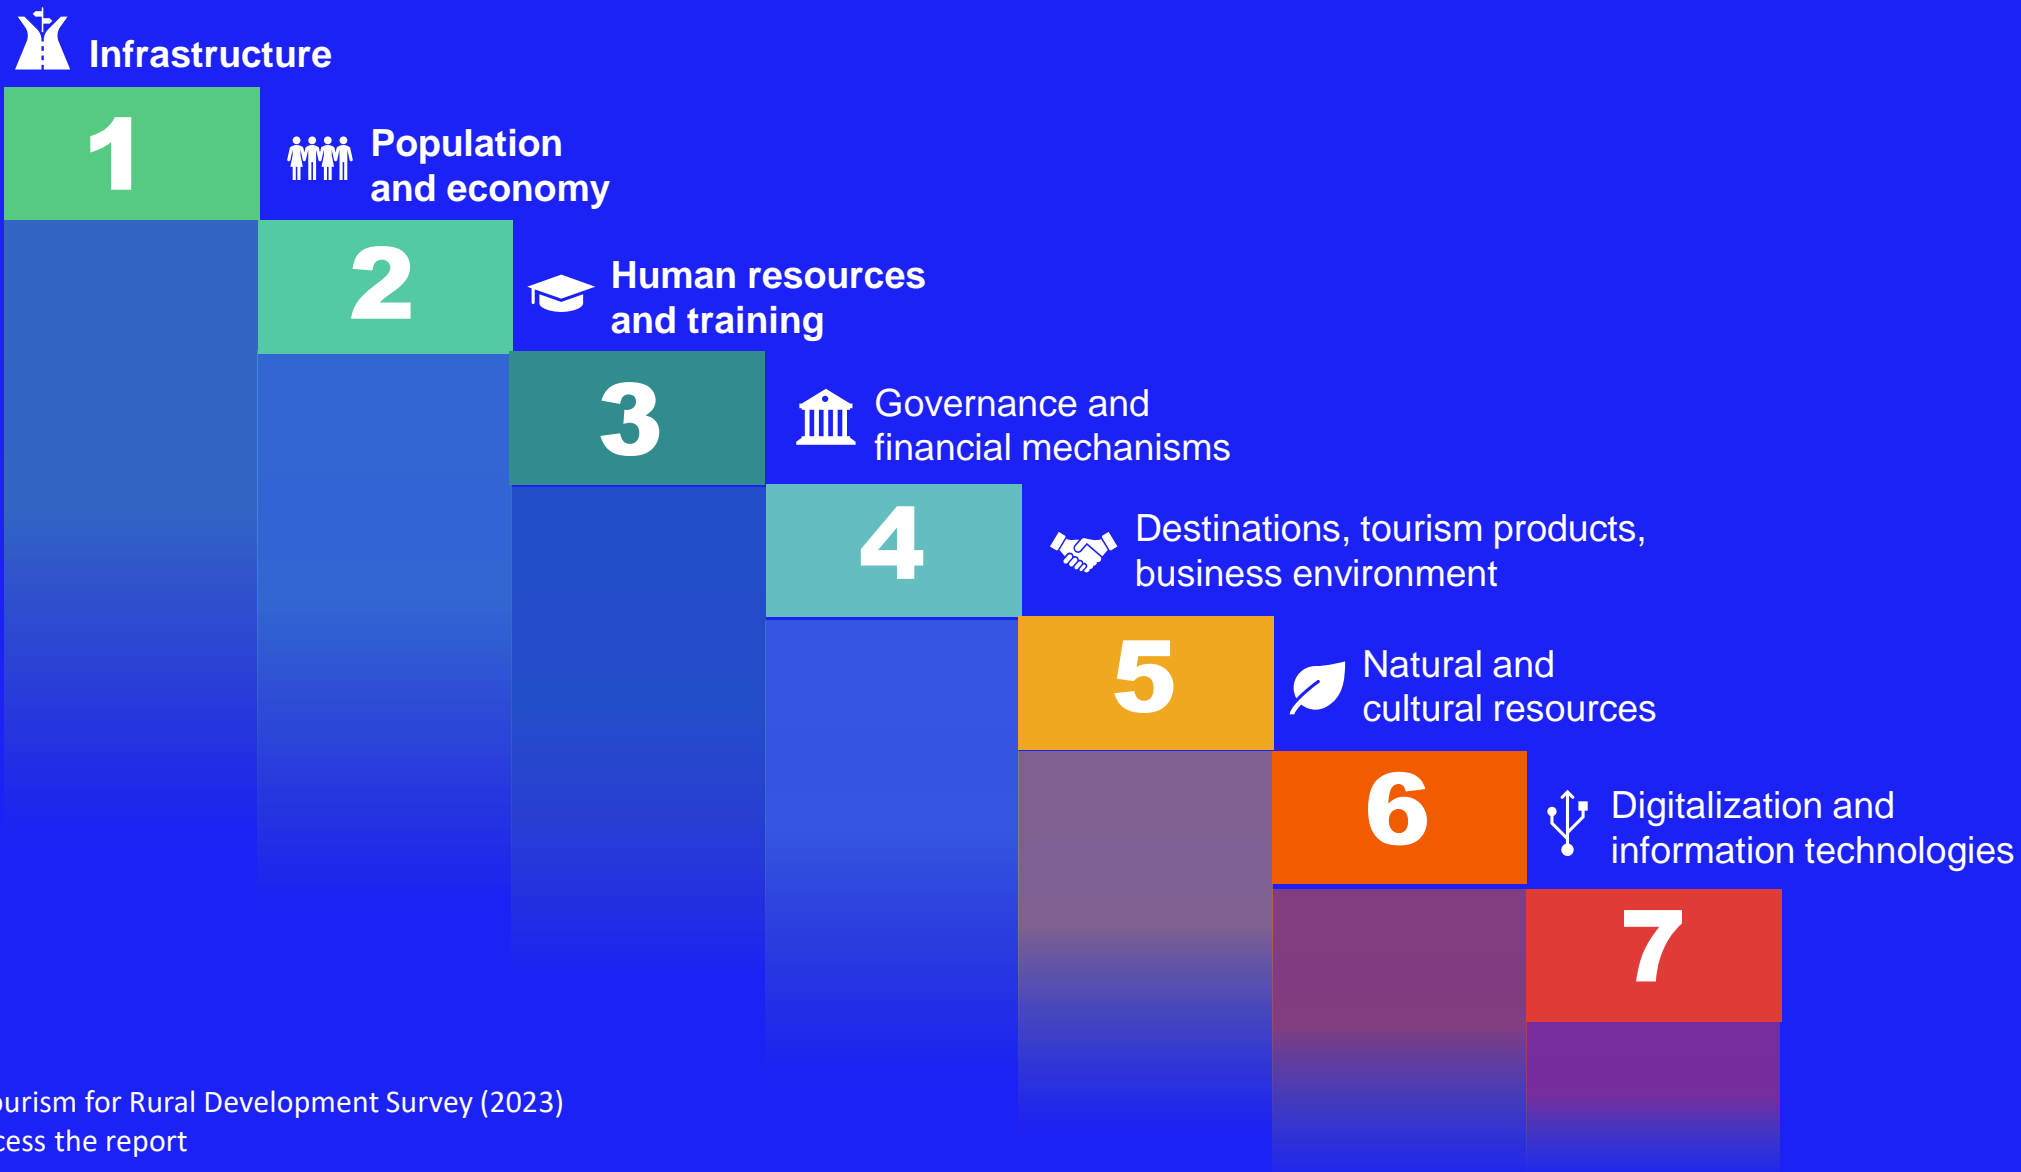 Infrastructure
1
Population
and economy
2
Human resources
and training
3
Governance and
financial mechanisms
4
Destinations, tourism products,
business environment
5
Natural and
cultural resources
6
Digitalization and
information technologies
7
ourism for Rural Development Survey (2023)
cess the report